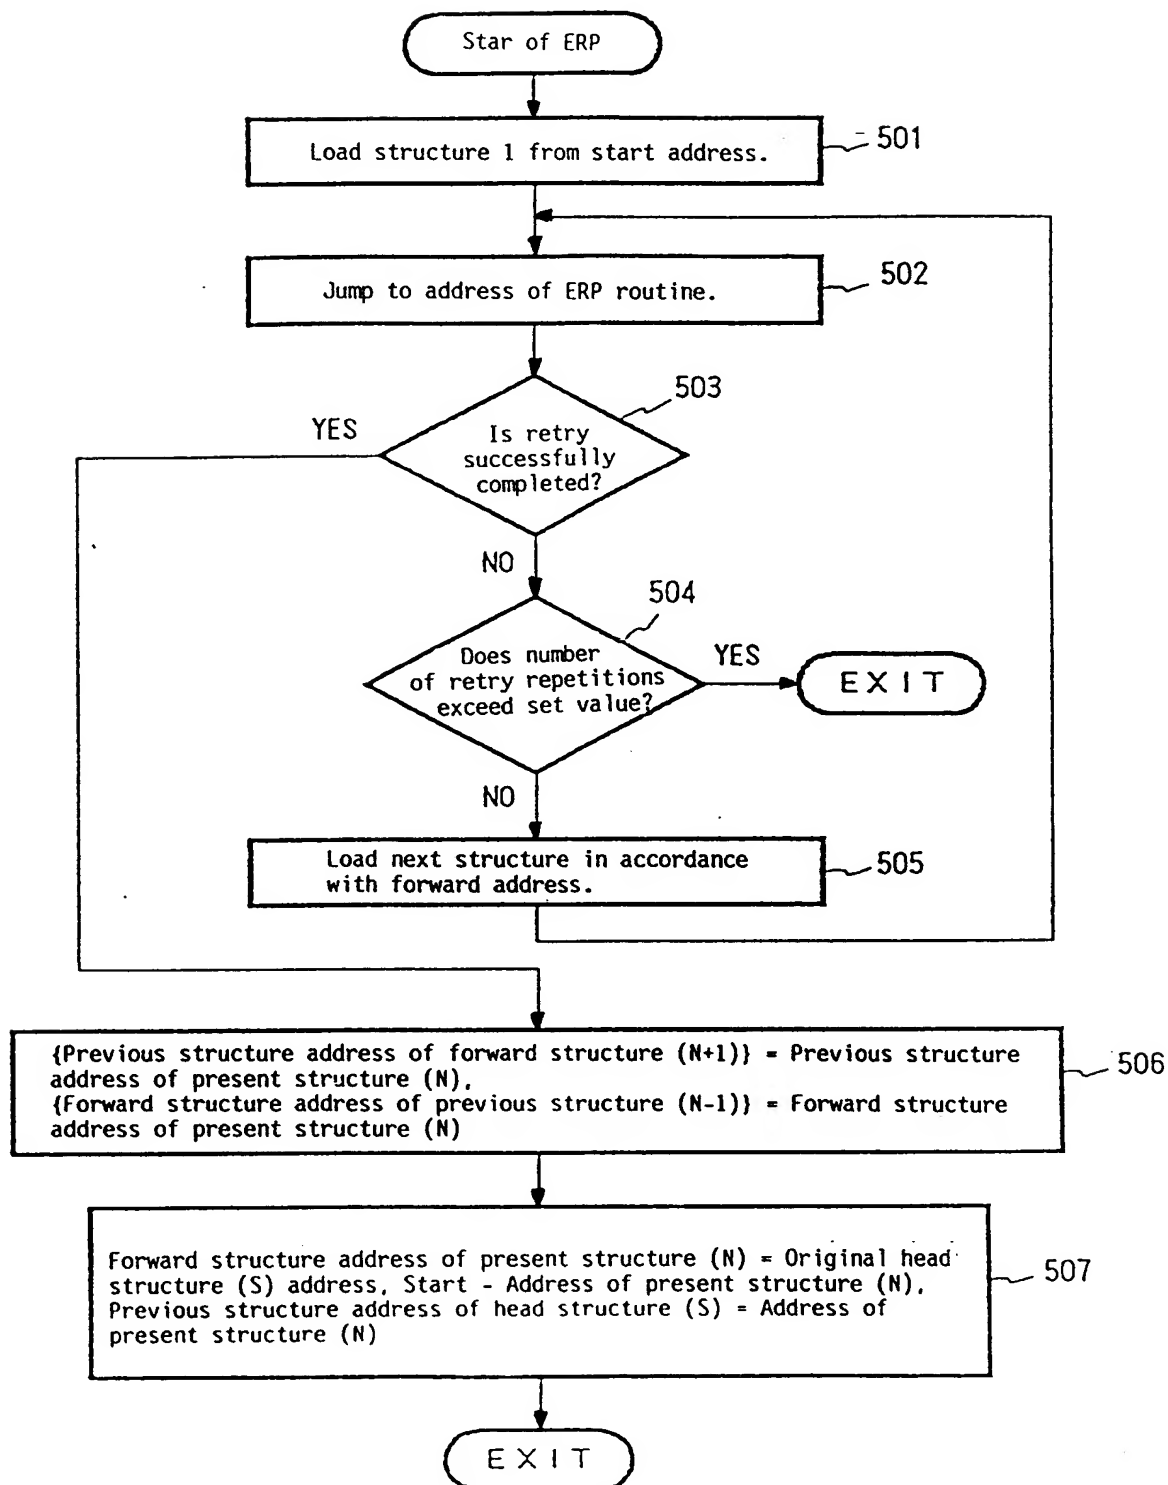 Star of ERP
Load structure 1 from start address.
501
Jump to address of ERP routine.
502
503
YES
Is retry
successfully
completed?
NO
504
Does number
of retry repetitions
exceed set value?
YES
EXIT
NO
Load next structure in accordance
with forward address.
505
{Previous structure address of forward structure (N+1)} = Previous structure
address of present structure (N),
{Forward structure address of previous structure (N-1)} = Forward structure
address of present structure (N)
506
Forward structure address of present structure (N) = Original head
structure (S) address, Start - Address of present structure (N),
Previous structure address of head structure (S) = Address of
present structure (N)
507
EXIT